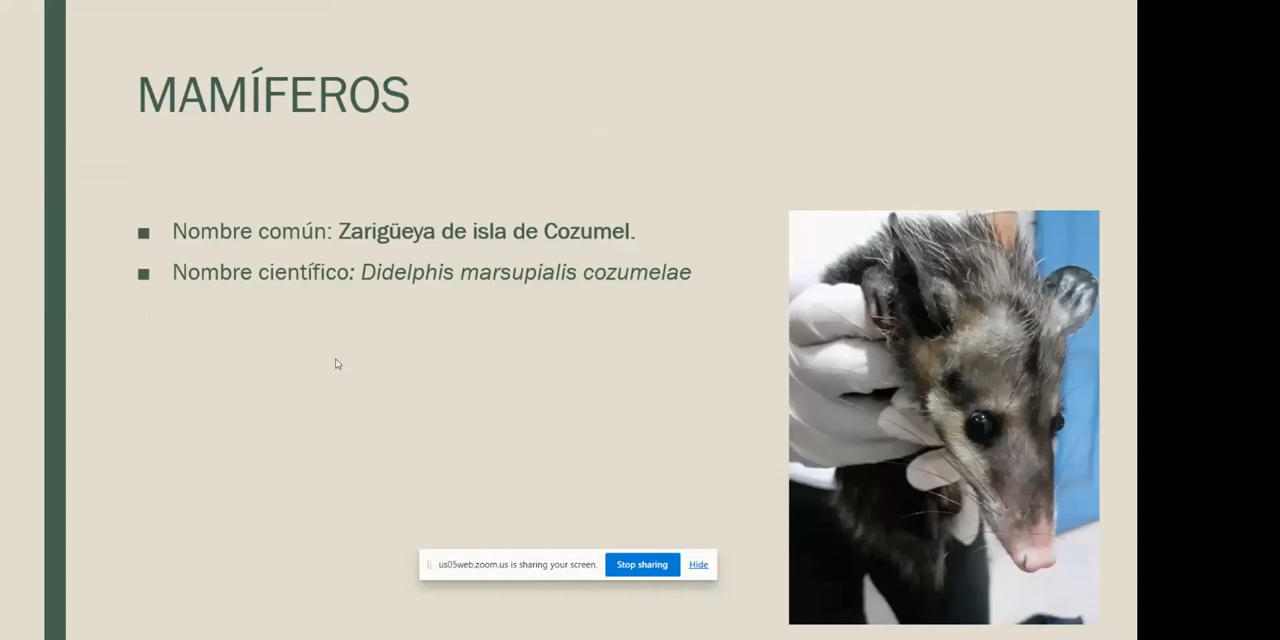 MAMÍFEROS
Nombre común: Zarigüeya de isla de Cozumel.
Nombre científico: Didelphis marsupialis cozumelae
us05web.zoom.us is sharing your screen. Stop sharing Hide